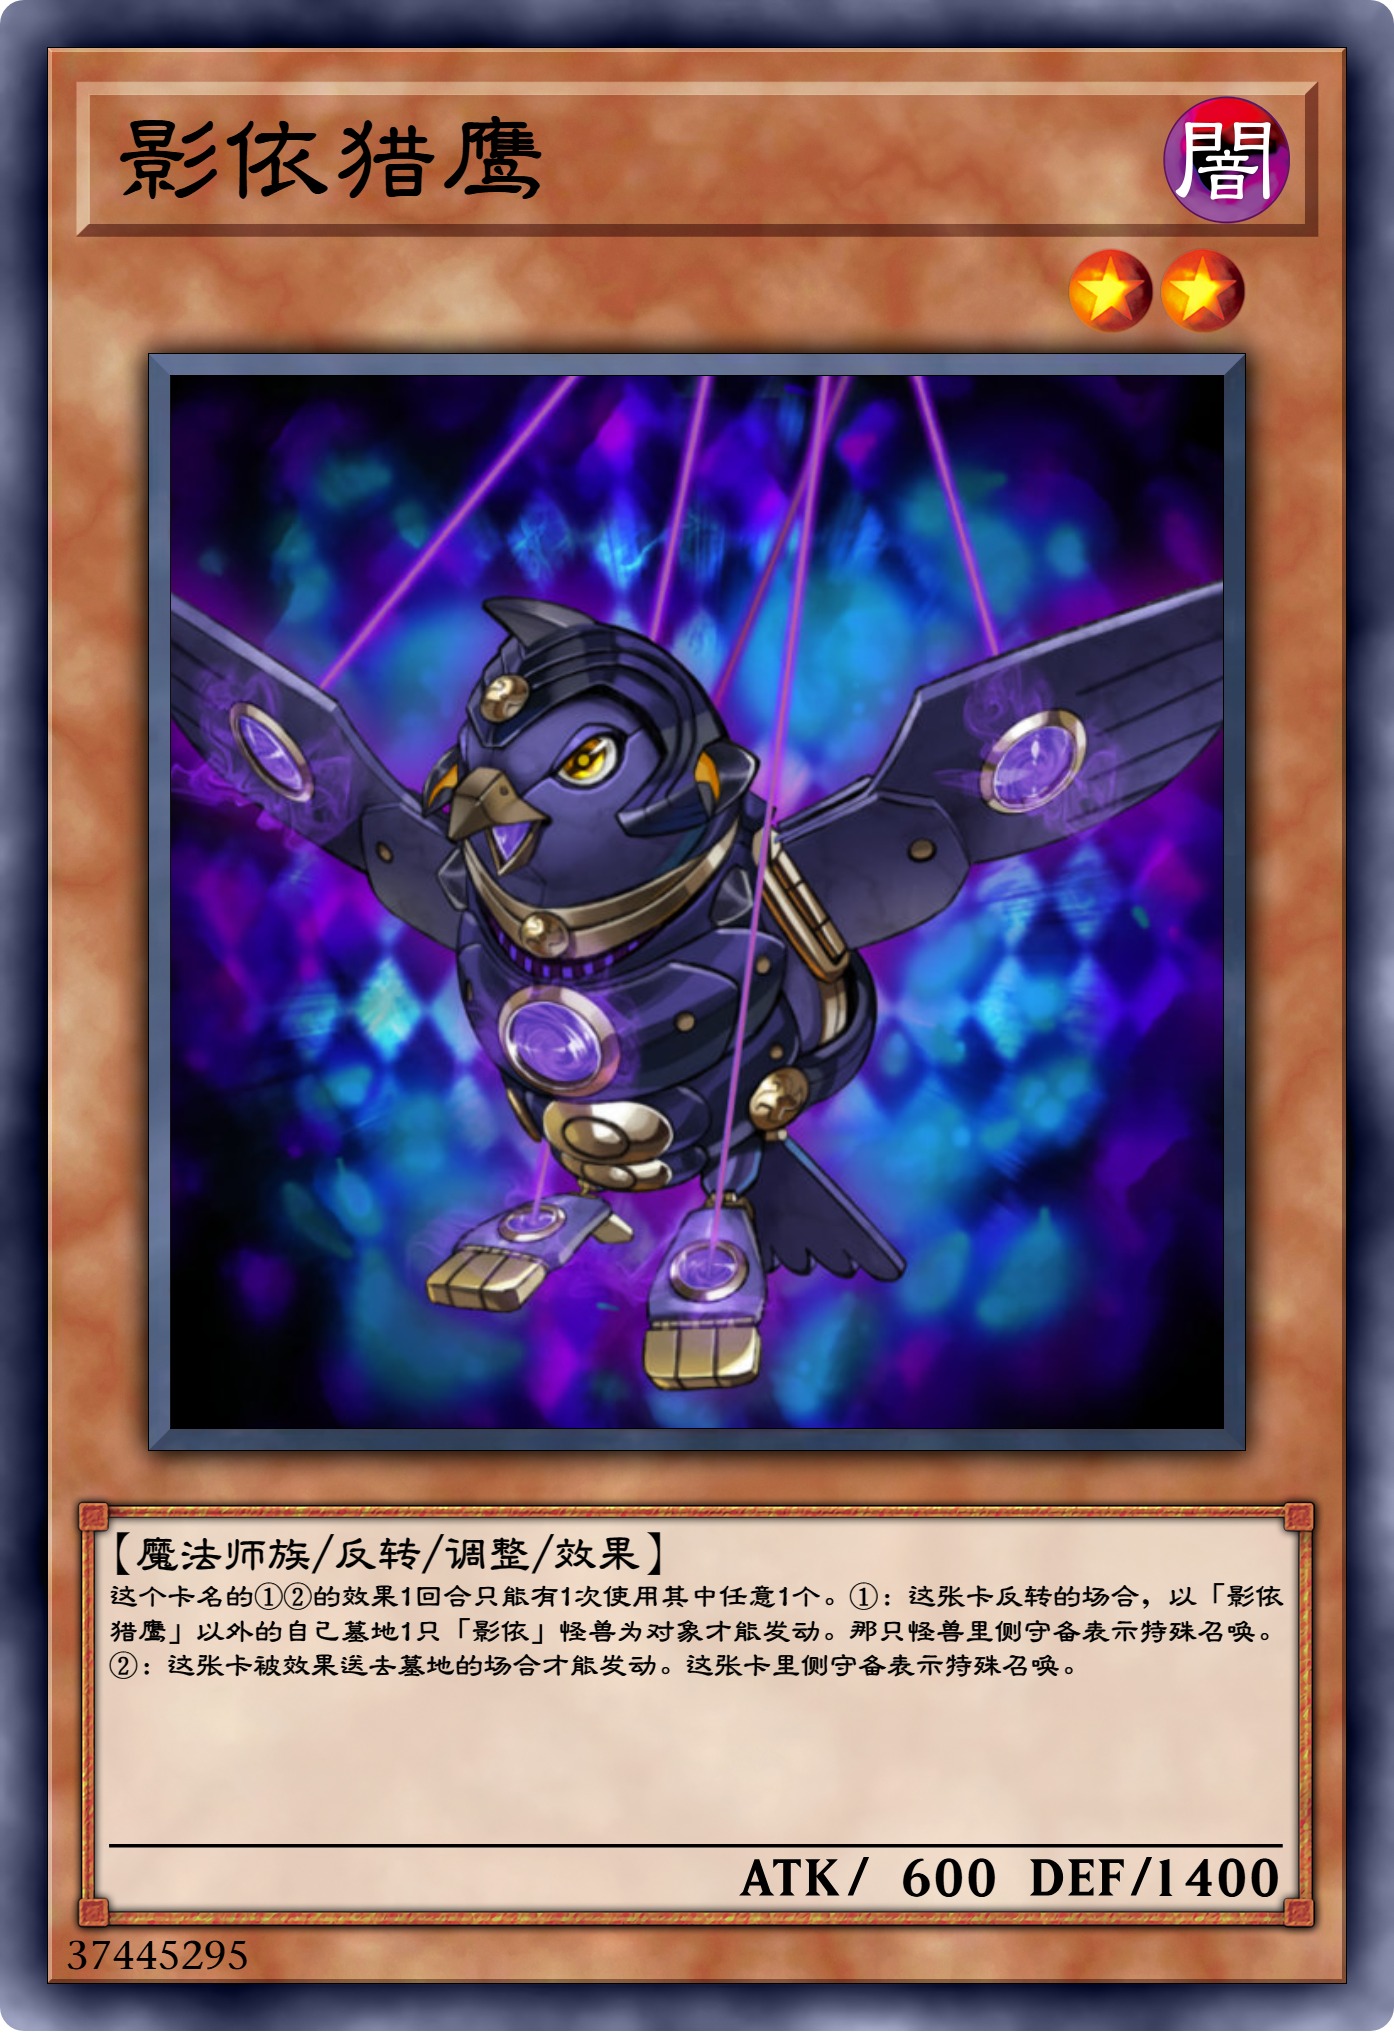 影依猎鹰
闇
【魔法师族/反转/调整/效果】
这个卡名的①②的效果1回合只能有1次使用其中任意1个。①：这张卡反转的场合，以「影依
猎鹰」以外的自己墓地1只「影依」怪兽为对象才能发动。那只怪兽里侧守备表示特殊召唤。
②：这张卡被效果送去墓地的场合才能发动。这张卡里侧守备表示特殊召唤。
ATK/ 600 DEF/1400
37445295